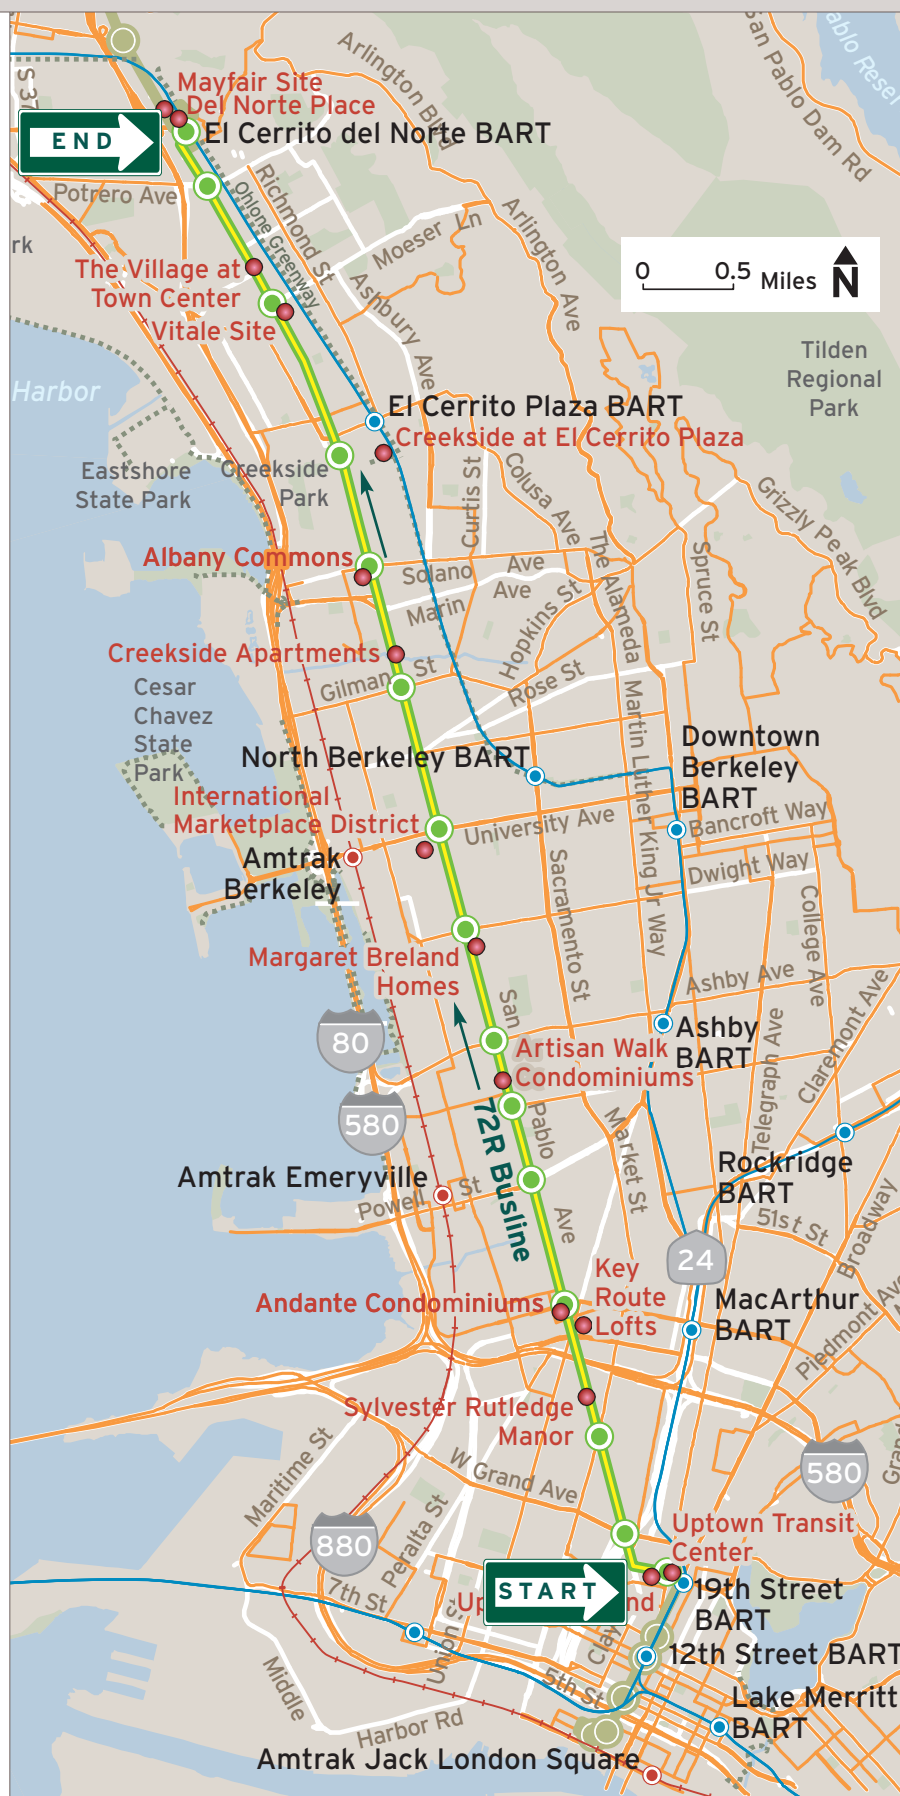 Arlington Blvd
San Pablo Dam Rd
S 37
Mayfair Site
Del Norte Place
El Cerrito del Norte BART
END
Potrero Ave
Ohlone Greenway
Richmond St
Moeser Ln
Arlington Ave
rk
0 0.5 Miles N
The Village at
Town Center
Vitale Site
Ashbury Ave
Tilden
Regional
Park
Harbor
El Cerrito Plaza BART
Creekside at El Cerrito Plaza
Eastshore
State Park
Creekside
Park
Curtis St
Colusa Ave
Grizzly Peak Blvd
Albany Commons
Solano Ave
Marin Ave
The Alameda
Spruce St
Hopkins St
Creekside Apartments
Gilman St
Rose St
Cesar
Chavez
State
Park
Martin Luther King Jr Way
North Berkeley BART
Downtown
Berkeley
BART
International
Marketplace District
University Ave
Bancroft Way
Amtrak
Berkeley
Dwight Way
Sacramento St
College Ave
Margaret Breland
Homes
Ashby Ave
San
Pablo
Ave
Ashby
BART
80
Artisan Walk
Condominiums
Telegraph Ave
Claremont Ave
580
72R Busline
Market St
Amtrak Emeryville
Powell St
Rockridge
BART
51st St
Broadway
24
Key
Route
Lofts
Andante Condominiums
MacArthur
BART
Piedmont Av
Sylvester Rutledge
Manor
Maritime St
W Grand Ave
580
Grand
880
Peralta St
Uptown Transit
Center
START
Up
nd
19th Street
BART
7th St
Union S
Clay
12th Street BART
5th St
Middle
Harbor Rd
Lake Merritt
BART
Amtrak Jack London Square